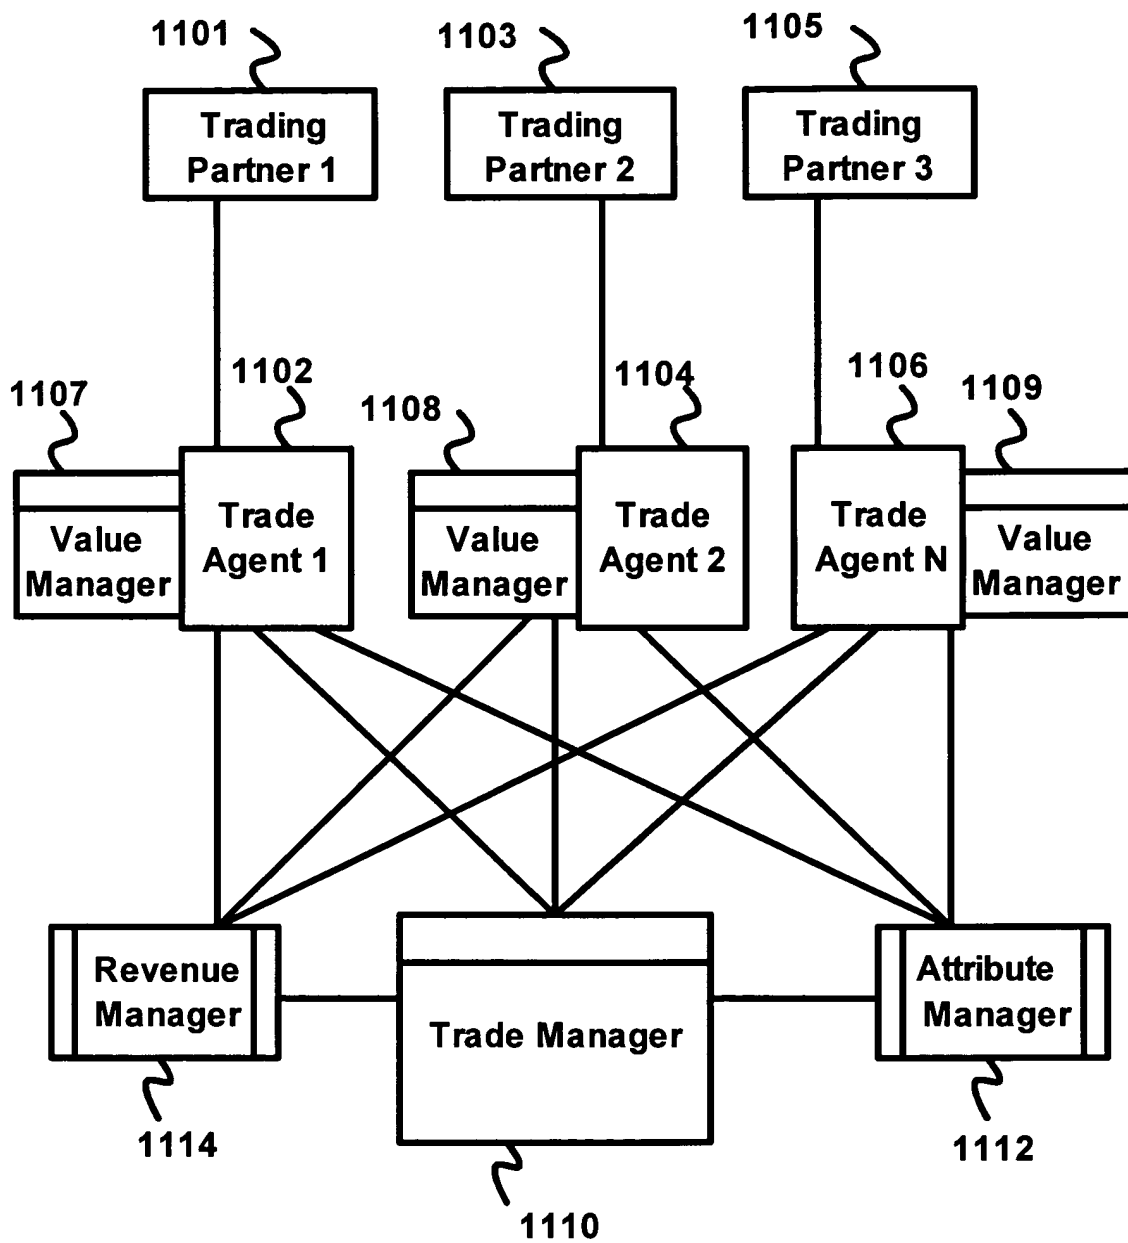 1101
1103
1105
Trading
Partner 1
Trading
Partner 2
Trading
Partner 3
1107
1102
1108
1104
1106
1109
Value
Manager
Trade
Agent 1
Value
Manager
Trade
Agent 2
Trade
Agent N
Value
Manager
Revenue
Manager
Trade Manager
Attribute
Manager
1114
1110
1112